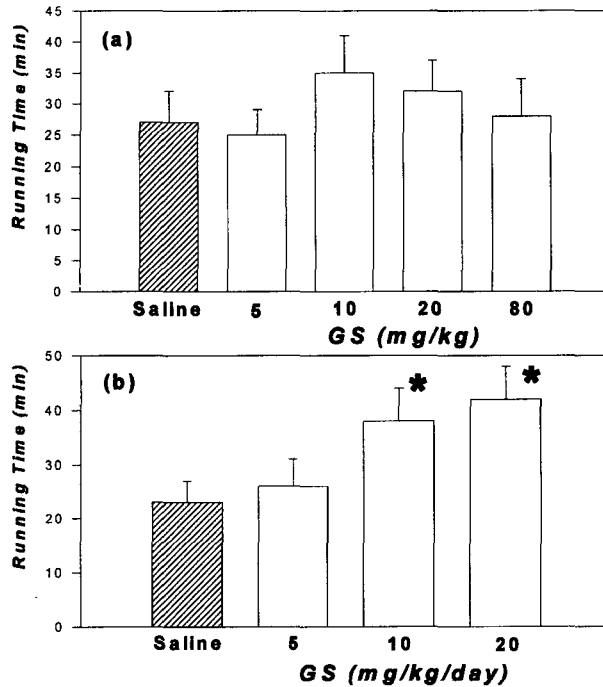 45
40
35
30
25
20
15
10
5
0
Running Time (min)
(a)
Saline 5 10 20 80
GS (mg/kg)
50
40
30
20
10
0
Running Time (min)
(b)
* *
Saline 5 10 20
GS (mg/kg/day)